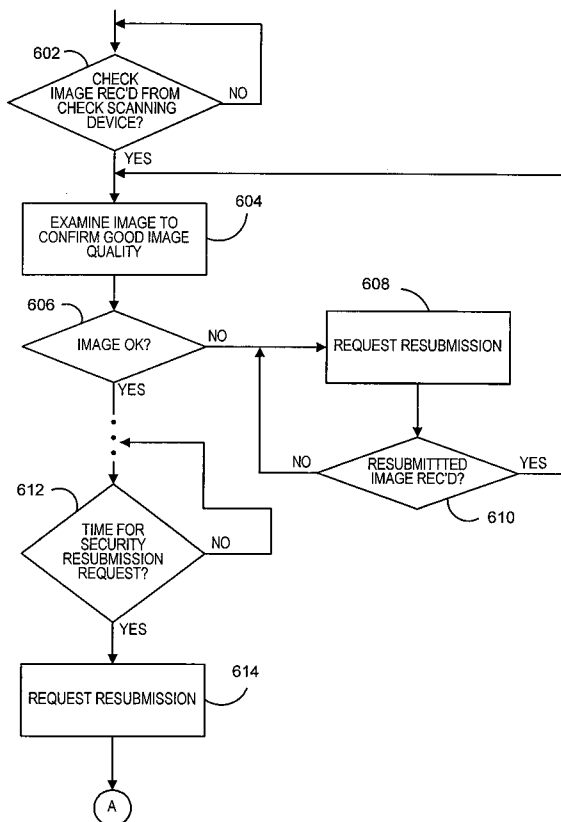 602
CHECK
IMAGE REC'D FROM
CHECK SCANNING
DEVICE?
NO
YES
EXAMINE IMAGE TO
CONFIRM GOOD IMAGE
QUALITY
604
606
IMAGE OK?
NO
YES
608
REQUEST RESUBMISSION
RESUBMITTTED
IMAGE REC'D?
NO
YES
610
612
TIME FOR
SECURITY
RESUBMISSION
REQUEST?
NO
YES
REQUEST RESUBMISSION
614
A